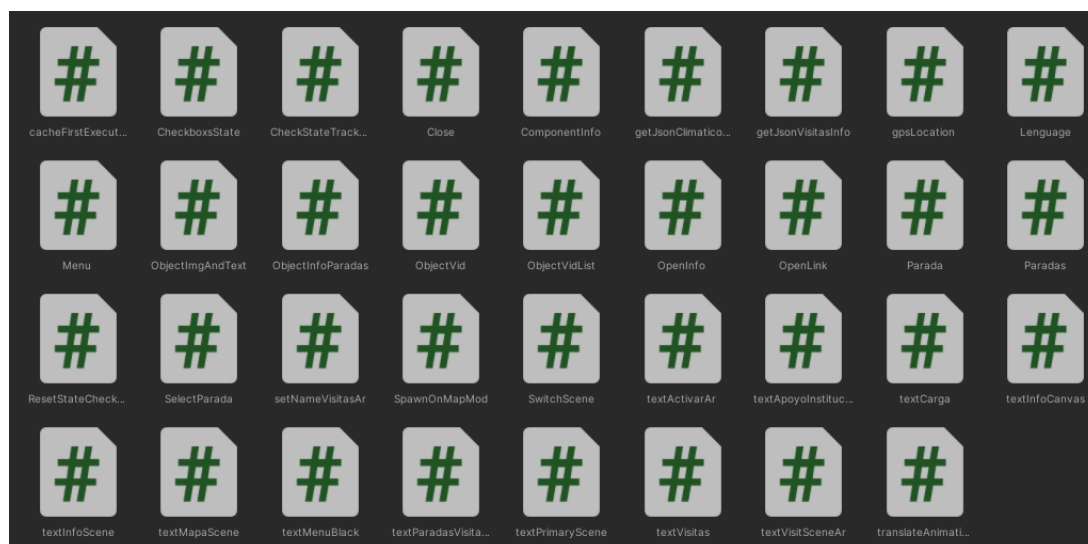 cacheFirstExecut... CheckboxsState CheckStateTrack... Close ComponentInfo getJsonClimatico... getJsonVisitasInfo gpsLocation Lenguage
Menu ObjectImgAndText ObjectInfoParadas ObjectVid ObjectVidList OpenInfo OpenLink Parada Paradas
ResetStateCheck... SelectParada setNameVisitasAr SpawnOnMapMod SwitchScene textActivarAr textApoyoInstituc... textCarga textInfoCanvas
textInfoScene textMapaScene textMenuBlack textParadasVisita... textPrimaryScene textVisitas textVisitSceneAr translateAnimati...